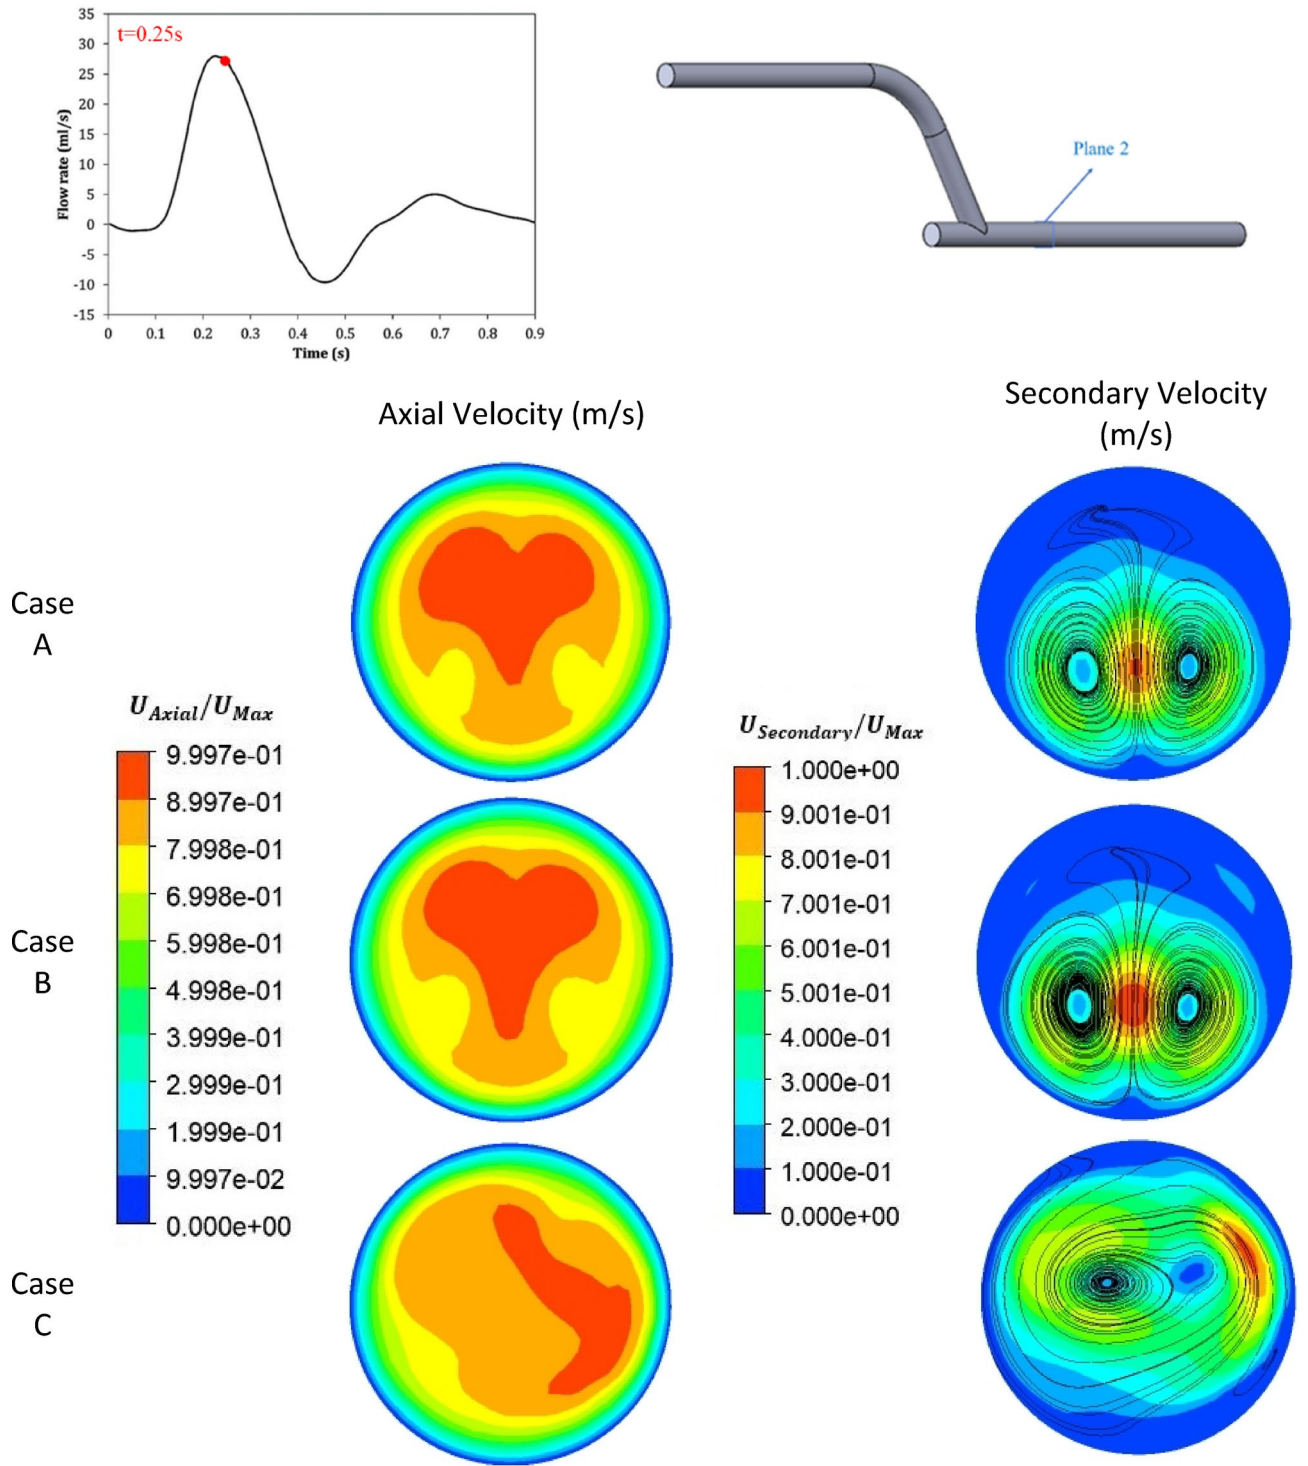 t=0.25s
35
30
25
20
15
10
5
0
-5
-10
-15
Flow rate (ml/s)
0 0.1 0.2 0.3 0.4 0.5 0.6 0.7 0.8 0.9
Time (s)
Plane 2
Axial Velocity (m/s)
Secondary Velocity
(m/s)
Case
A
U_Axial/U_Max
9.997e-01
8.997e-01
7.998e-01
6.998e-01
5.998e-01
4.998e-01
3.999e-01
2.999e-01
1.999e-01
9.997e-02
0.000e+00
U_Secondary/U_Max
1.000e+00
9.001e-01
8.001e-01
7.001e-01
6.001e-01
5.001e-01
4.000e-01
3.000e-01
2.000e-01
1.000e-01
0.000e+00
Case
B
Case
C